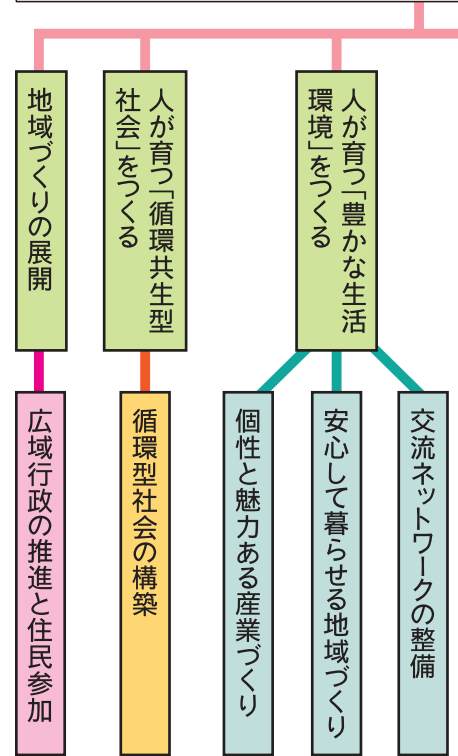 人が育つ「豊かな生活
環境」をつくる
人が育つ「循環共生型
社会」をつくる
地域づくりの展開
交流ネットワークの整備
安心して暮らせる地域づくり
個性と魅力ある産業づくり
循環型社会の構築
広域行政の推進と住民参加